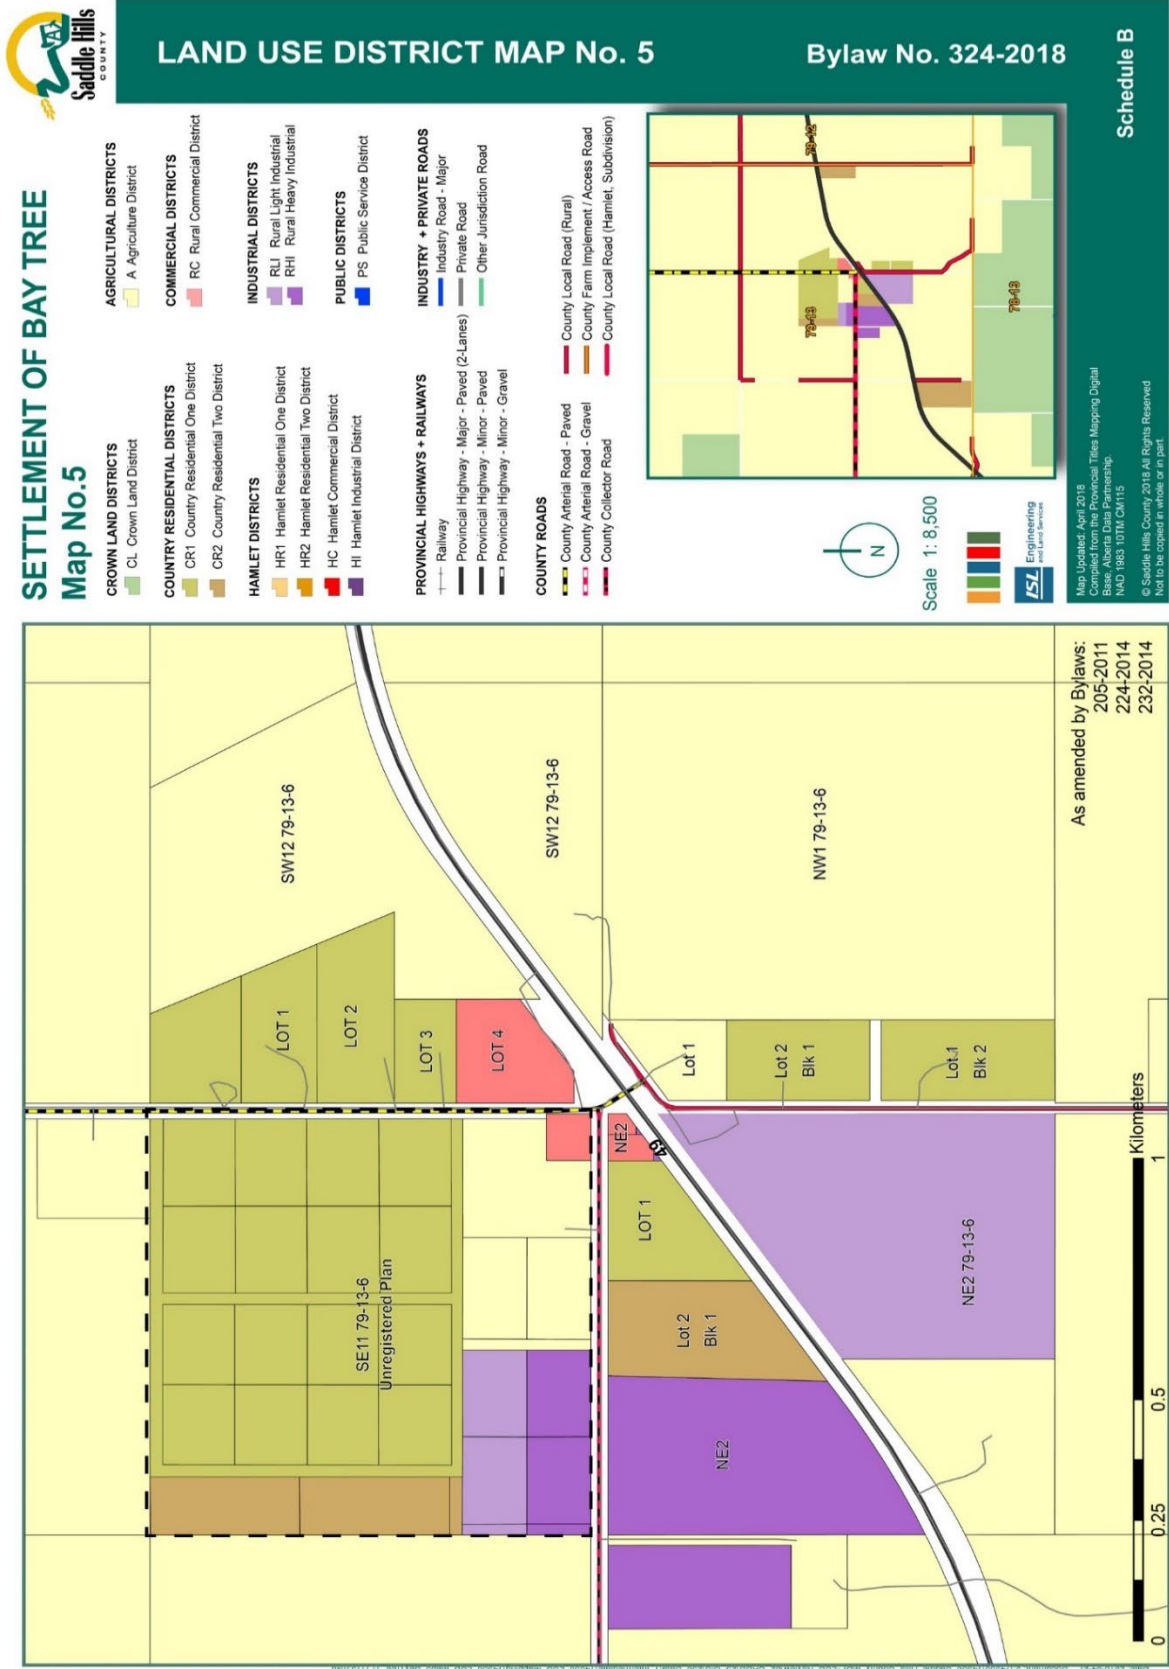 Saddle Hills
COUNTY
LAND USE DISTRICT MAP No. 5
Bylaw No. 324-2018
Schedule B
SETTLEMENT OF BAY TREE
Map No.5
CROWN LAND DISTRICTS
CL Crown Land District
COUNTRY RESIDENTIAL DISTRICTS
CR1 Country Residential One District
CR2 Country Residential Two District
HAMLET DISTRICTS
HR1 Hamlet Residential One District
HR2 Hamlet Residential Two District
HC Hamlet Commercial District
HI Hamlet Industrial District
AGRICULTURAL DISTRICTS
A Agriculture District
COMMERCIAL DISTRICTS
RC Rural Commercial District
INDUSTRIAL DISTRICTS
RLI Rural Light Industrial
RHI Rural Heavy Industrial
PUBLIC DISTRICTS
PS Public Service District
PROVINCIAL HIGHWAYS + RAILWAYS
Railway
Provincial Highway - Major - Paved (2-Lanes)
Provincial Highway - Minor - Paved
Provincial Highway - Minor - Gravel
INDUSTRY + PRIVATE ROADS
Industry Road - Major
Private Road
Other Jurisdiction Road
COUNTY ROADS
County Arterial Road - Paved
County Arterial Road - Gravel
County Collector Road
County Local Road (Rural)
County Farm Implement / Access Road
County Local Road (Hamlet, Subdivision)
N
Scale 1: 8,500
ISL Engineering
and Land Services
79-12
79-13
78-13
Map Updated: April 2018
Compiled from the Provincial Titles Mapping Digital
Base, Alberta Data Partnership.
NAD 1983 10TM CM115
© Saddle Hills County 2018 All Rights Reserved
Not to be copied in whole or in part.
SW12 79-13-6
LOT 1
LOT 2
LOT 3
LOT 4
SE11 79-13-6
Unregistered Plan
SW12 79-13-6
NE2
49
LOT 1
Lot 2
Blk 1
NE2
Lot 1
Lot 2
Blk 1
Lot 1
Blk 2
NW1 79-13-6
NE2 79-13-6
As amended by Bylaws:
205-2011
224-2014
232-2014
0 0.25 0.5 1
Kilometers